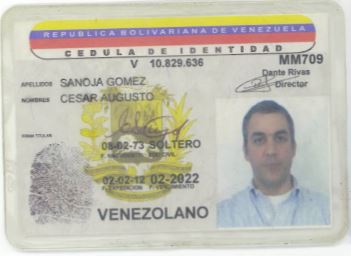 REPUBLICA BOLIVARIANA DE VENEZUELA
CEDULA DE IDENTIDAD
V 10.829.636 MM709
Dante Rivas
Director
APELLIDOS SANOJA GOMEZ
NOMBRES CESAR AUGUSTO
FIRMA TITULAR
08-02-73 SOLTERO
F. NACIMIENTO EDO CIVIL
02-02-12 02-2022
F. EXPEDICION F. VENCIMIENTO
VENEZOLANO